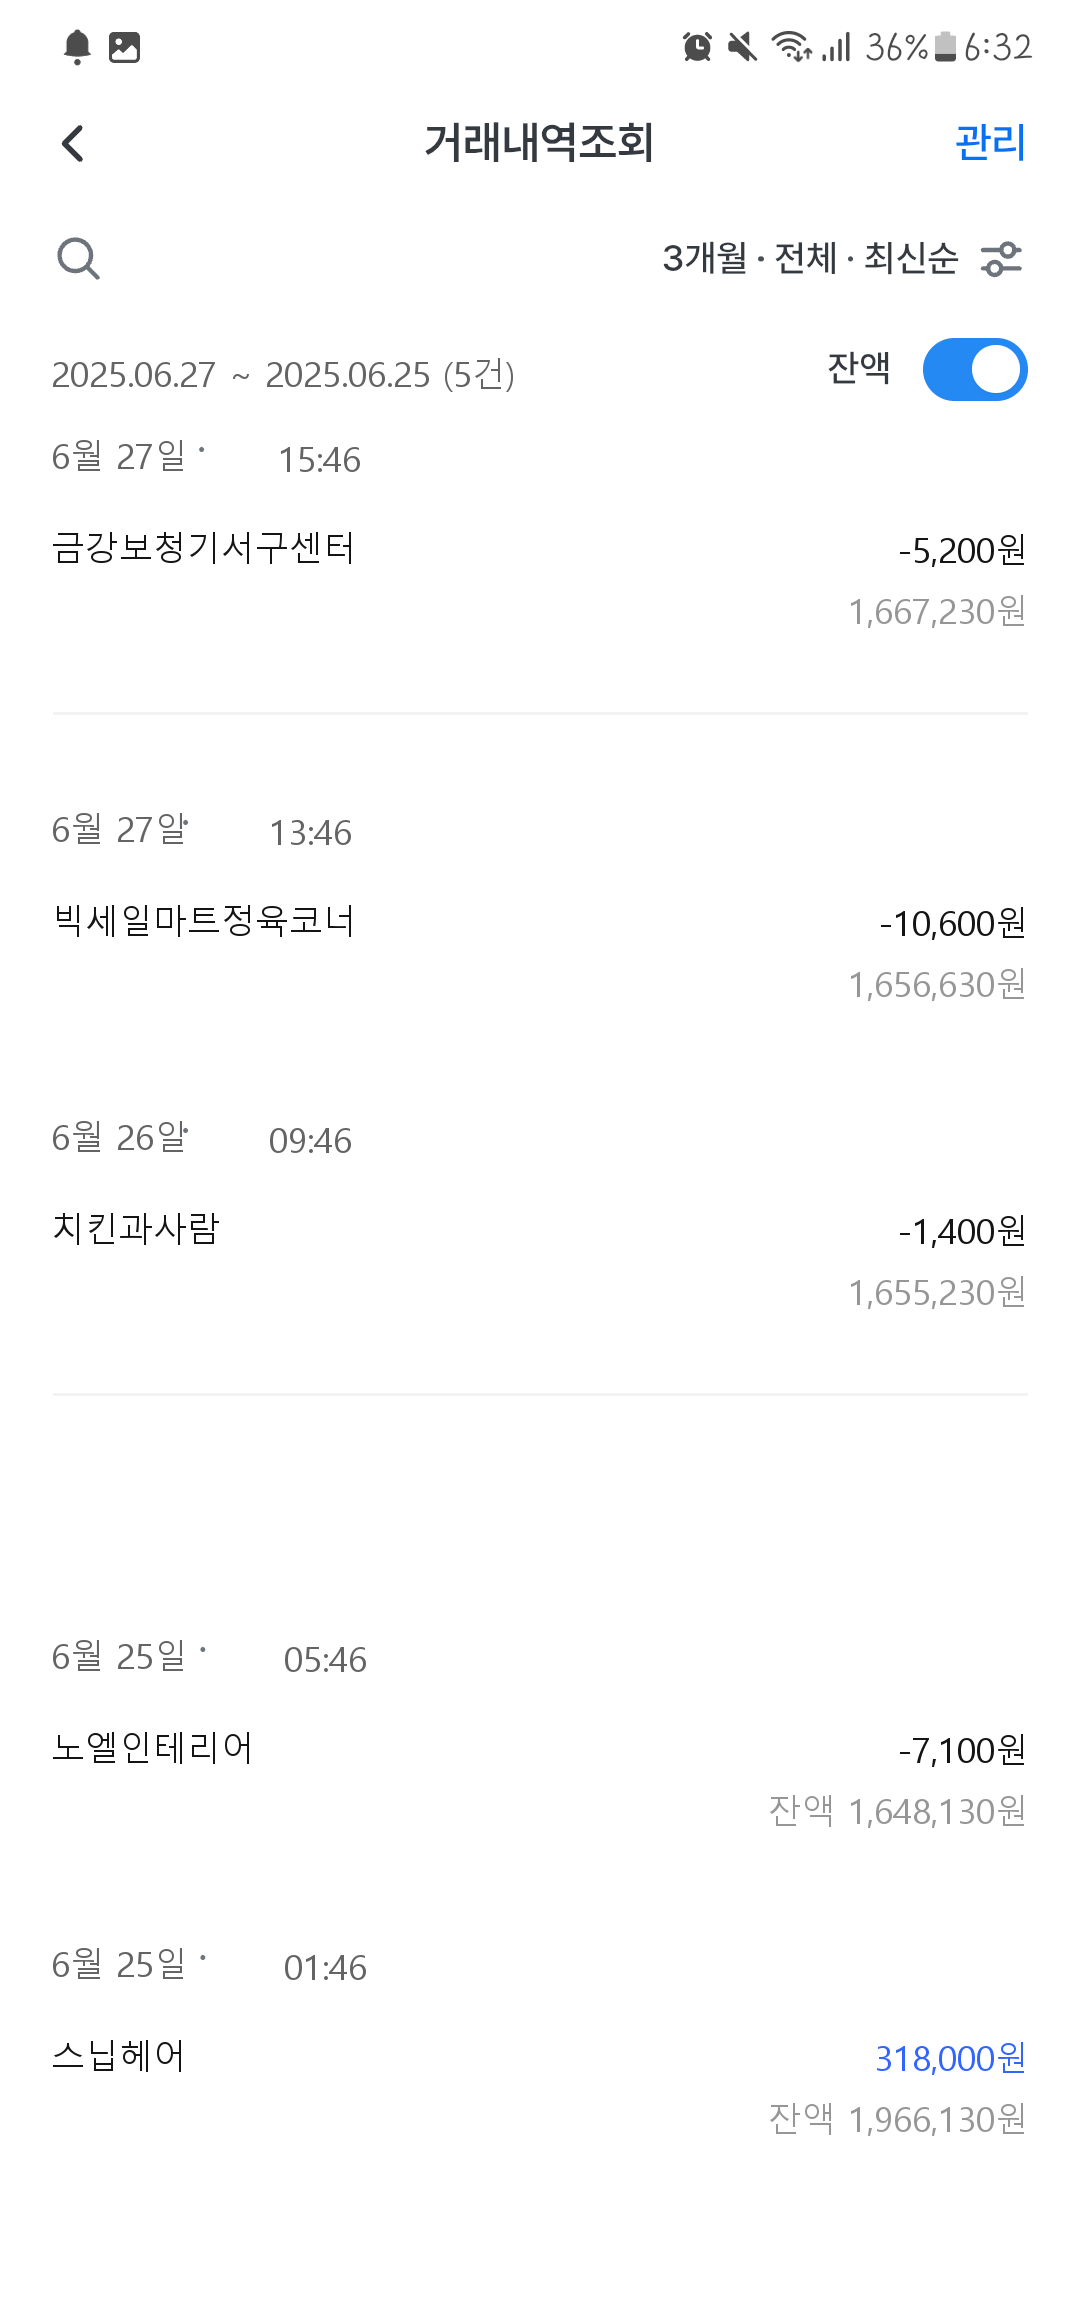 36% 6:32
거래내역조회 관리
3개월 · 전체 · 최신순
2025.06.27 ~ 2025.06.25 (5건) 잔액
6월 27일 · 15:46
금강보청기서구센터 -5,200원
1,667,230원
6월 27일· 13:46
빅세일마트정육코너 -10,600원
1,656,630원
6월 26일· 09:46
치킨과사람 -1,400원
1,655,230원
6월 25일 · 05:46
노엘인테리어 -7,100원
잔액 1,648,130원
6월 25일 · 01:46
스닙헤어 318,000원
잔액 1,966,130원